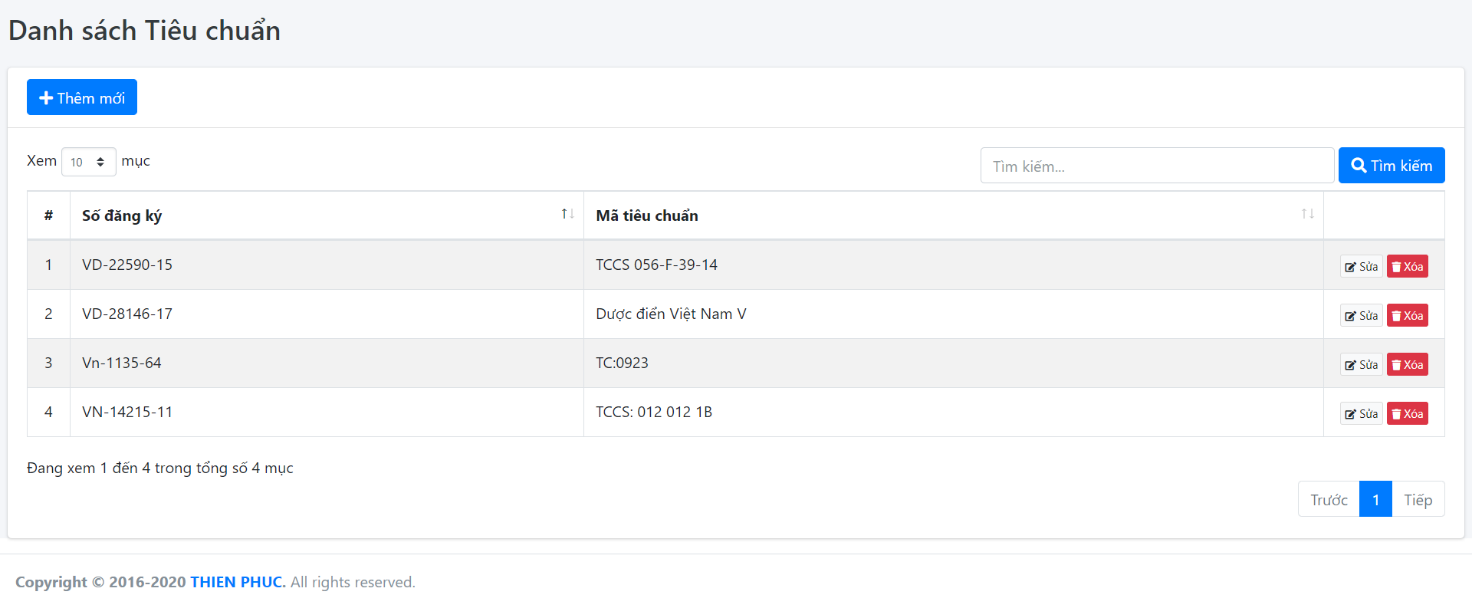 Danh sách Tiêu chuẩn
Thêm mới
Xem 10 mục
Tìm kiếm... Tìm kiếm
# Số đăng ký Mã tiêu chuẩn
1 VD-22590-15 TCCS 056-F-39-14 Sửa Xóa
2 VD-28146-17 Dược điển Việt Nam V Sửa Xóa
3 Vn-1135-64 TC:0923 Sửa Xóa
4 VN-14215-11 TCCS: 012 012 1B Sửa Xóa
Đang xem 1 đến 4 trong tổng số 4 mục
Trước 1 Tiếp
Copyright © 2016-2020 THIEN PHUC. All rights reserved.